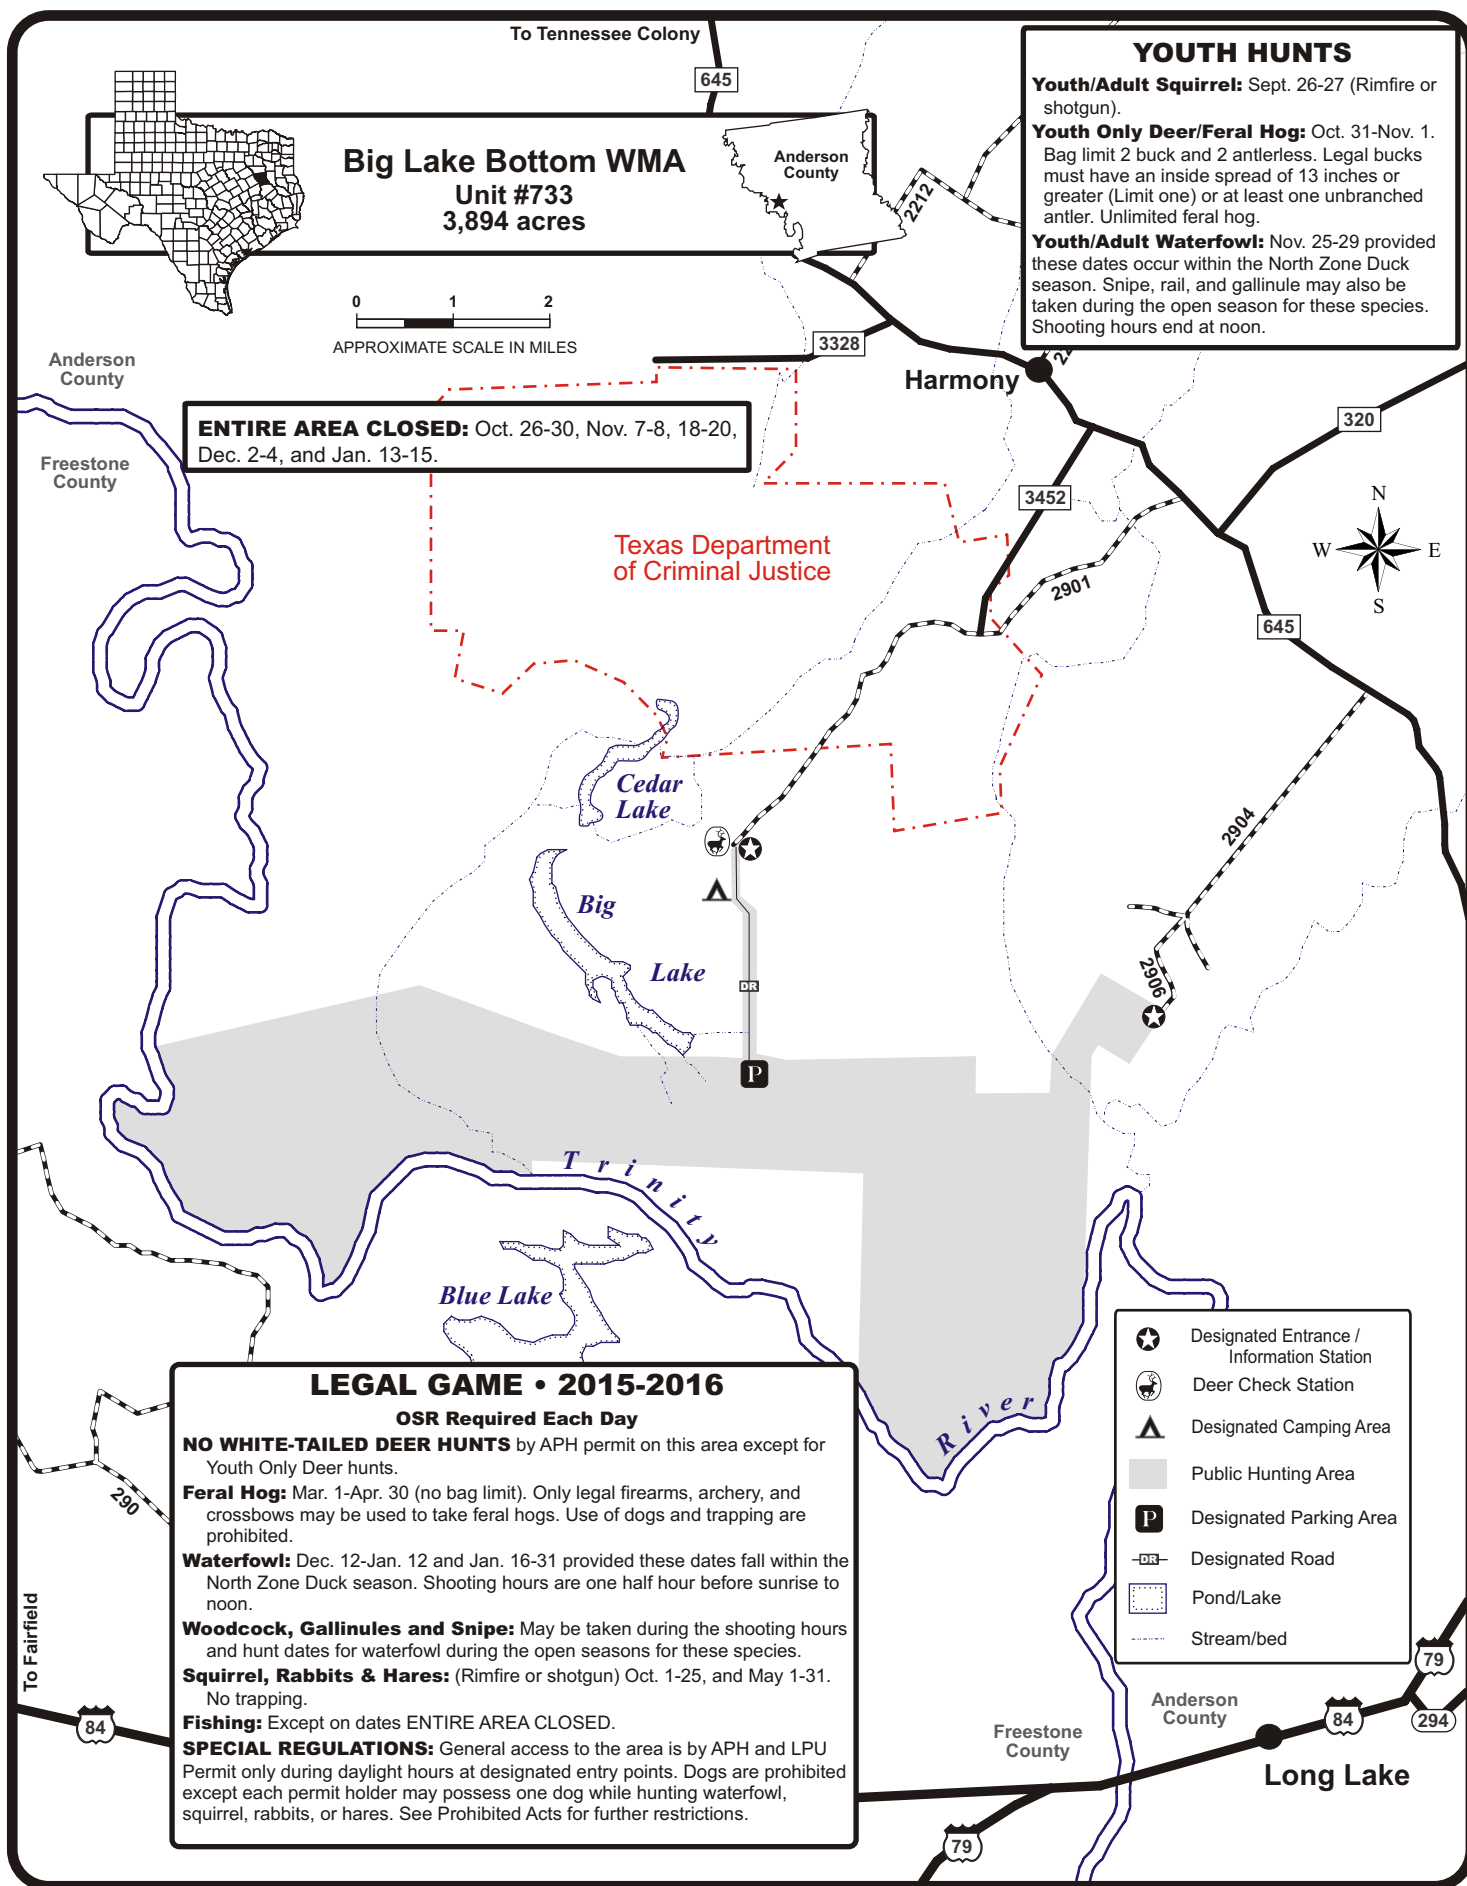 To Tennessee Colony
645
YOUTH HUNTS
Youth/Adult Squirrel: Sept. 26-27 (Rimfire or
shotgun).
Youth Only Deer/Feral Hog: Oct. 31-Nov. 1.
Bag limit 2 buck and 2 antlerless. Legal bucks
must have an inside spread of 13 inches or
greater (Limit one) or at least one unbranched
antler. Unlimited feral hog.
Youth/Adult Waterfowl: Nov. 25-29 provided
these dates occur within the North Zone Duck
season. Snipe, rail, and gallinule may also be
taken during the open season for these species.
Shooting hours end at noon.
Big Lake Bottom WMA
Unit #733
3,894 acres
Anderson
County
2212
0 1 2
APPROXIMATE SCALE IN MILES
3328
Harmony
Anderson
County
Freestone
County
ENTIRE AREA CLOSED: Oct. 26-30, Nov. 7-8, 18-20,
Dec. 2-4, and Jan. 13-15.
320
3452
N
W E
S
Texas Department
of Criminal Justice
2901
645
Cedar
Lake
2904
Big
Lake
DR
2906
P
Trinity
Blue Lake
River
Designated Entrance /
Information Station
Deer Check Station
Designated Camping Area
Public Hunting Area
P Designated Parking Area
DR Designated Road
Pond/Lake
Stream/bed
LEGAL GAME • 2015-2016
OSR Required Each Day
NO WHITE-TAILED DEER HUNTS by APH permit on this area except for
Youth Only Deer hunts.
Feral Hog: Mar. 1-Apr. 30 (no bag limit). Only legal firearms, archery, and
crossbows may be used to take feral hogs. Use of dogs and trapping are
prohibited.
Waterfowl: Dec. 12-Jan. 12 and Jan. 16-31 provided these dates fall within the
North Zone Duck season. Shooting hours are one half hour before sunrise to
noon.
Woodcock, Gallinules and Snipe: May be taken during the shooting hours
and hunt dates for waterfowl during the open seasons for these species.
Squirrel, Rabbits & Hares: (Rimfire or shotgun) Oct. 1-25, and May 1-31.
No trapping.
Fishing: Except on dates ENTIRE AREA CLOSED.
SPECIAL REGULATIONS: General access to the area is by APH and LPU
Permit only during daylight hours at designated entry points. Dogs are prohibited
except each permit holder may possess one dog while hunting waterfowl,
squirrel, rabbits, or hares. See Prohibited Acts for further restrictions.
290
To Fairfield
84
79
Anderson
County
84
294
Freestone
County
Long Lake
79